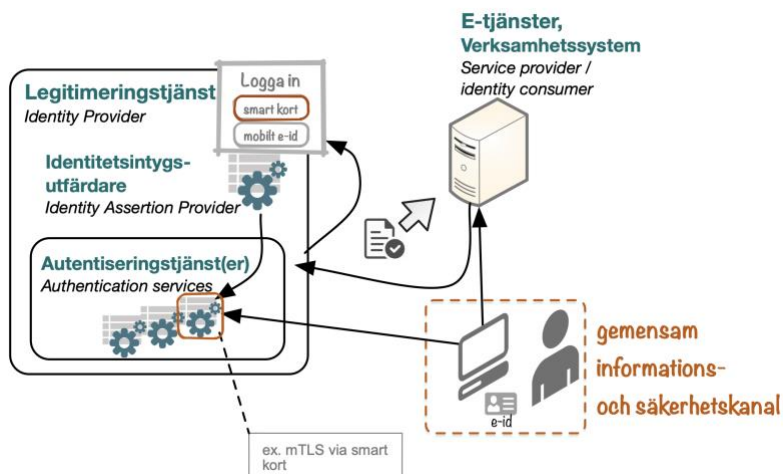 E-tjänster,
Verksamhetssystem
Service provider /
identity consumer
Legitimeringstjänst
Identity Provider
Logga in
smart kort
mobilt e-id
Identitetsintygs-
utfärdare
Identity Assertion Provider
Autentiseringstjänst(er)
Authentication services
gemensam
informations-
och säkerhetskanal
e-id
ex. mTLS via smart
kort